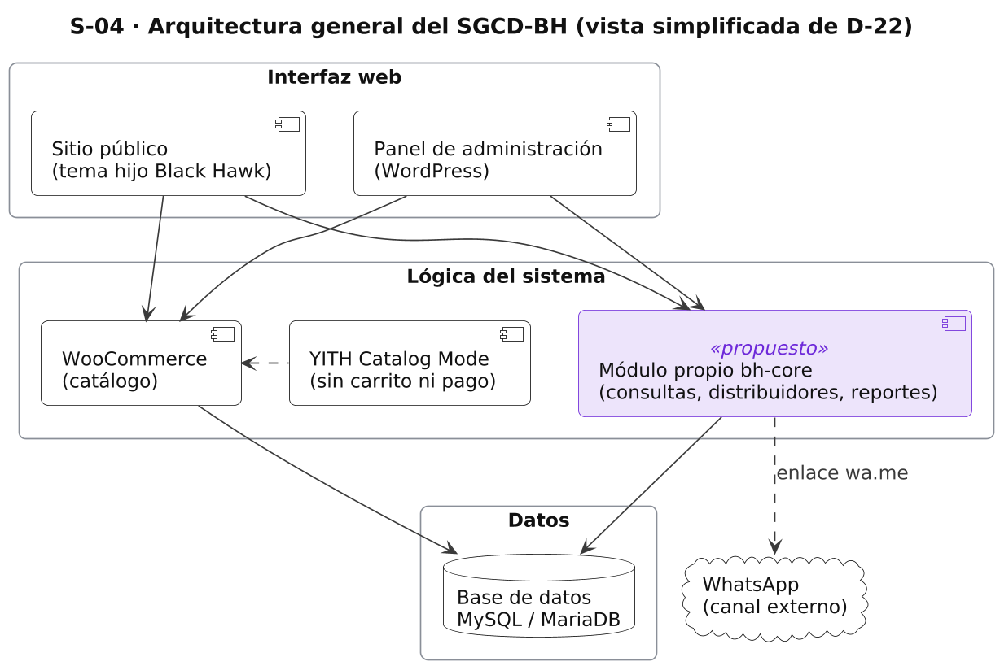 S-04 · Arquitectura general del SGCD-BH (vista simplificada de D-22)
Interfaz web
Sitio público
(tema hijo Black Hawk)
Panel de administración
(WordPress)
Lógica del sistema
WooCommerce
(catálogo)
YITH Catalog Mode
(sin carrito ni pago)
«propuesto»
Módulo propio bh-core
(consultas, distribuidores, reportes)
enlace wa.me
Datos
Base de datos
MySQL / MariaDB
WhatsApp
(canal externo)